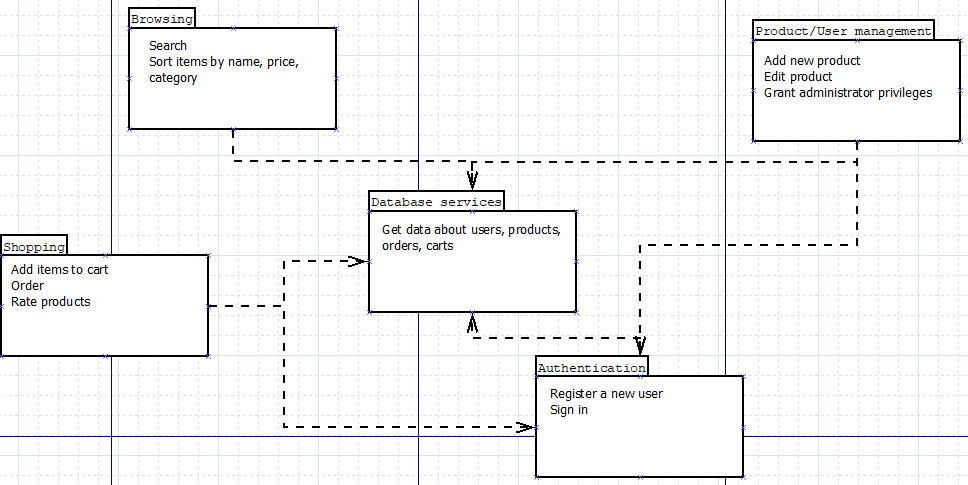 Browsing
Search
Sort items by name, price,
category
Product/User management
Add new product
Edit product
Grant administrator privileges
Database services
Get data about users, products,
orders, carts
Shopping
Add items to cart
Order
Rate products
Authentication
Register a new user
Sign in